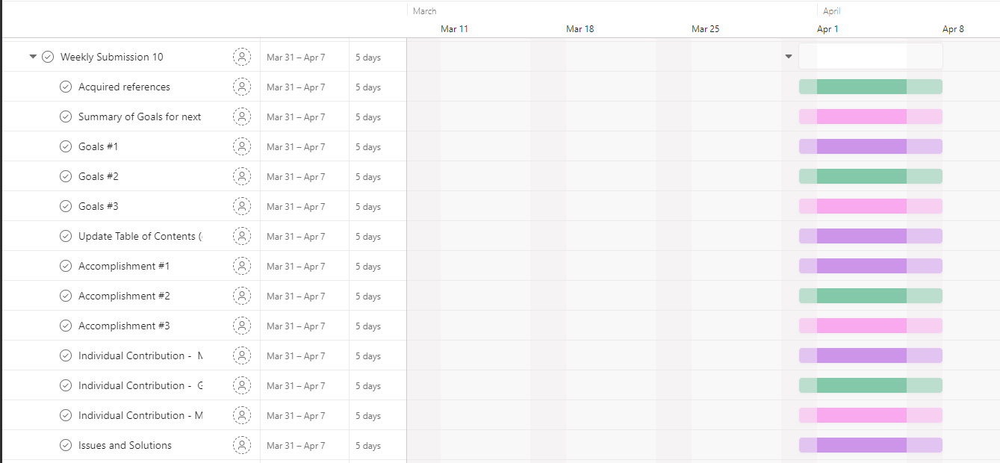 March April
Mar 11 Mar 18 Mar 25 Apr 1 Apr 8
Weekly Submission 10 Mar 31 – Apr 7 5 days
Acquired references Mar 31 – Apr 7 5 days
Summary of Goals for next Mar 31 – Apr 7 5 days
Goals #1 Mar 31 – Apr 7 5 days
Goals #2 Mar 31 – Apr 7 5 days
Goals #3 Mar 31 – Apr 7 5 days
Update Table of Contents ( Mar 31 – Apr 7 5 days
Accomplishment #1 Mar 31 – Apr 7 5 days
Accomplishment #2 Mar 31 – Apr 7 5 days
Accomplishment #3 Mar 31 – Apr 7 5 days
Individual Contribution - M Mar 31 – Apr 7 5 days
Individual Contribution - G Mar 31 – Apr 7 5 days
Individual Contribution - M Mar 31 – Apr 7 5 days
Issues and Solutions Mar 31 – Apr 7 5 days